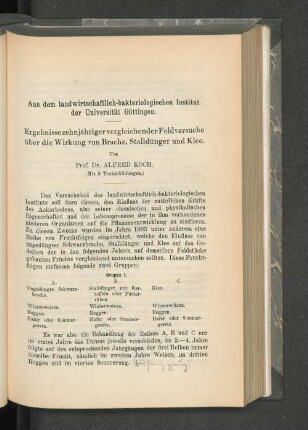 Aus dem landwirtschaftlich-bakteriologischen Institut
der Universität Göttingen.
Ergebnisse zehnjähriger vergleichender Feldversuche
über die Wirkung von Brache, Stalldünger und Klee.
Von
Prof. Dr. ALFRED KOCH.
(Mit 3 Textabbildungen.)
Das Versuchsfeld des landwirtschaftlich-bakteriologischen
Instituts soll dazu dienen, den Einfluss der natürlichen Kräfte
des Ackerbodens, also seiner chemischen und physikalischen
Eigenschaften und der Lebensprozesse der in ihm vorhandenen
niederen Organismen auf die Pflanzenentwicklung zu studieren.
Zu diesem Zwecke wurden im Jahre 1903 unter anderem eine
Reihe von Fruchtfolgen eingerichtet, welche den Einfluss von
ungedüngter Schwarzbrache, Stalldünger und Klee auf das Ge-
deihen der in den folgenden Jahren auf demselben Feldstücke
gebauten Früchte vergleichend untersuchen sollten. Diese Frucht-
folgen umfassen folgende zwei Gruppen:
Gruppe I.
A. B. C.
Ungedüngte Schwarz- Stalldünger mit Kar- Klee.
brache. toffeln oder Futter-
Winterweizen. Winterweizen. Winterweizen.
Roggen. Roggen. Roggen.
Hafer oder Sommer- Hafer oder Sommer- Hafer oder Sommer-
gerste. gerste. gerste.
Es war also die Behandlung der Reihen A, B und C nur
im ersten Jahre des Turnus jeweils verschieden, im 2.—4. Jahre
folgte auf den entsprechenden Jahrgängen der drei Reihen immer
dieselbe Frucht, nämlich im zweiten Jahre Weizen, im dritten
Roggen und im vierten Sommerung.